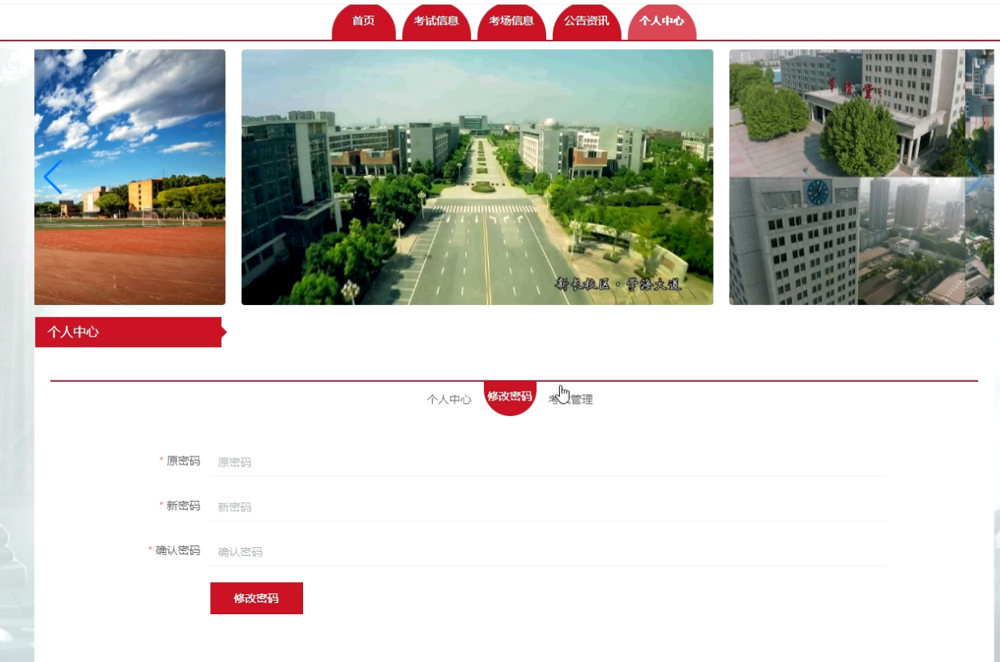 首页 考试信息 考场信息 公告资讯 个人中心
新长校区·学海大道
个人中心
个人中心 修改密码 考试管理
* 原密码 原密码
* 新密码 新密码
* 确认密码 确认密码
修改密码